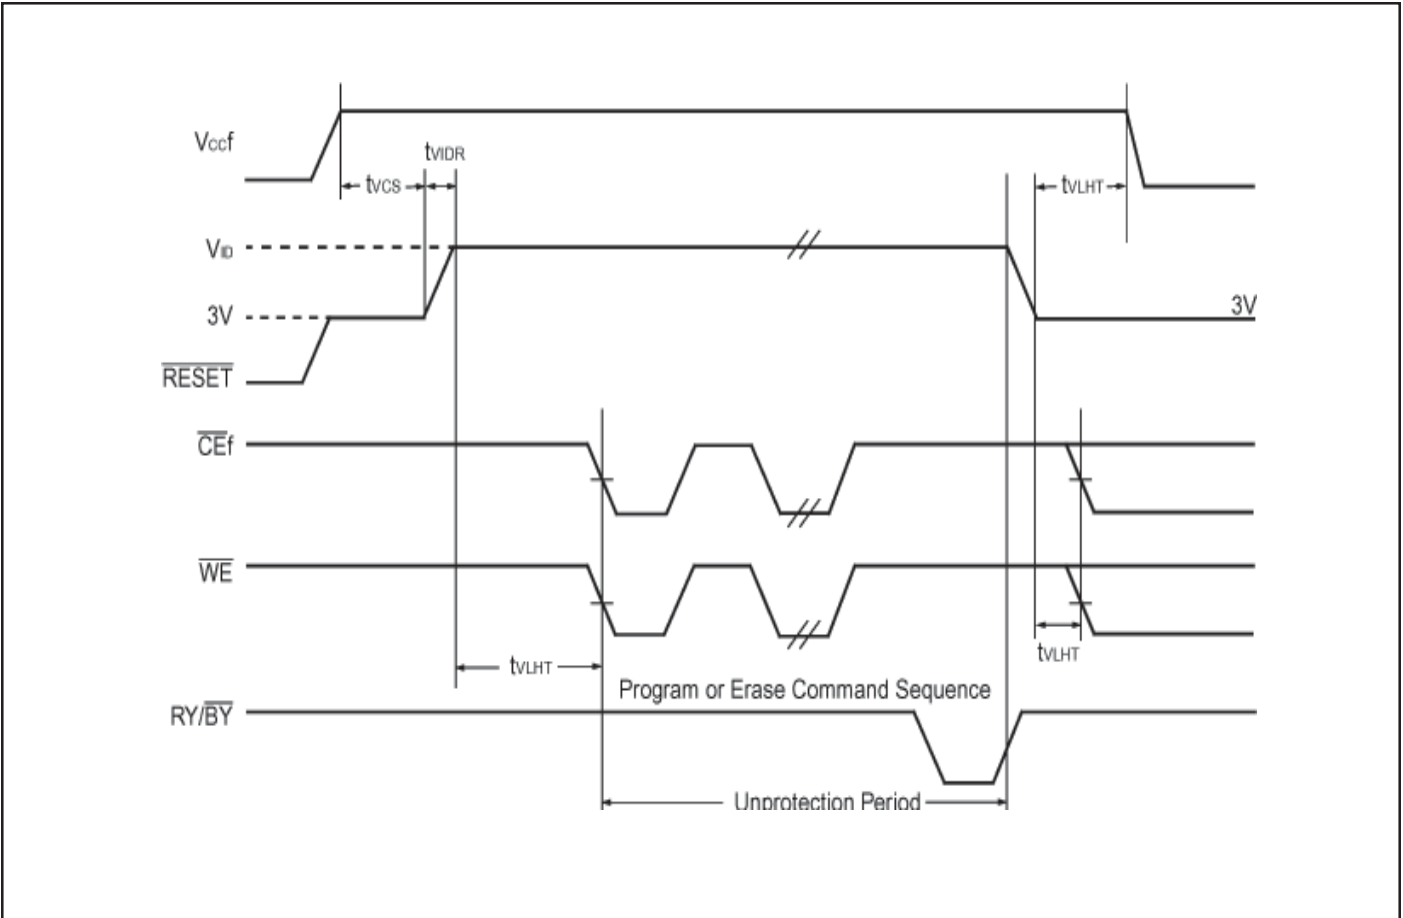 Vccf
tVIDR
tVCS
tVLHT
VID
3V
3V
RESET
CEf
WE
tVLHT
tVLHT
Program or Erase Command Sequence
RY/BY
Unprotection Period